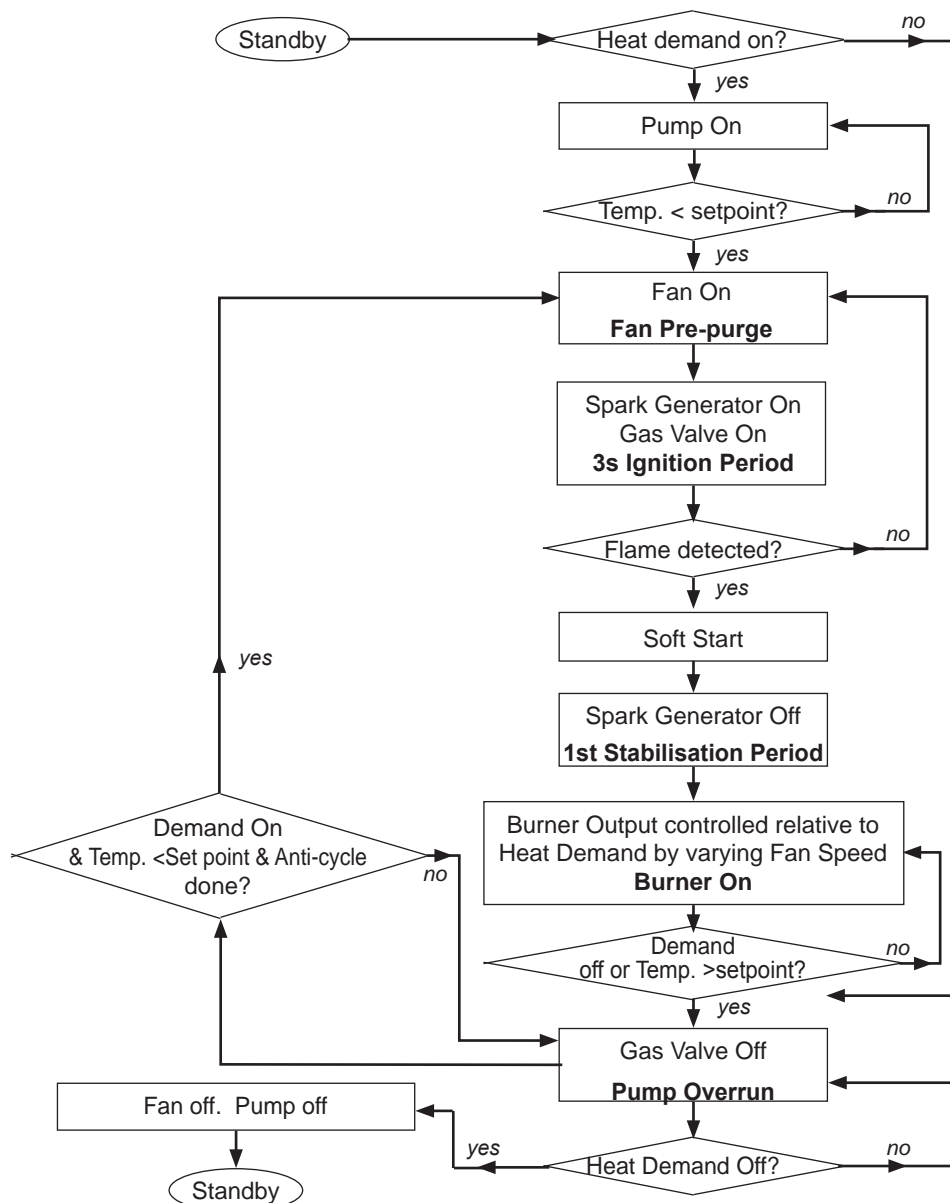 Standby
Heat demand on?
no
yes
Pump On
Temp. < setpoint?
no
yes
Fan On
Fan Pre-purge
Spark Generator On
Gas Valve On
3s Ignition Period
Flame detected?
no
yes
Soft Start
yes
Spark Generator Off
1st Stabilisation Period
Demand On
& Temp. <Set point & Anti-cycle
done?
no
Burner Output controlled relative to
Heat Demand by varying Fan Speed
Burner On
Demand
off or Temp. >setpoint?
no
yes
Gas Valve Off
Pump Overrun
Fan off. Pump off
yes
Heat Demand Off?
no
Standby